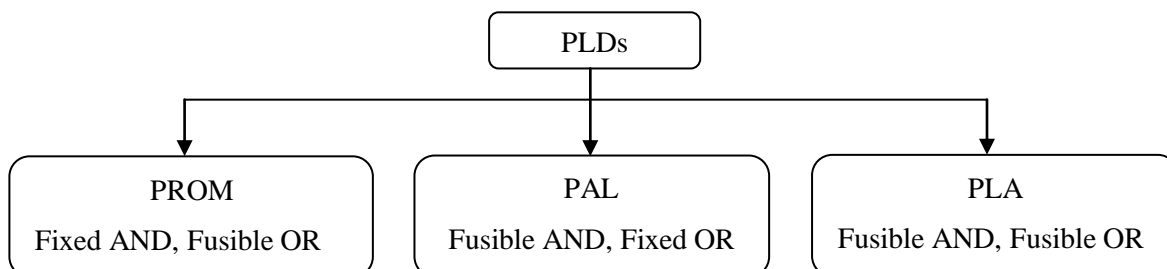 PLDs
PROM
Fixed AND, Fusible OR
PAL
Fusible AND, Fixed OR
PLA
Fusible AND, Fusible OR